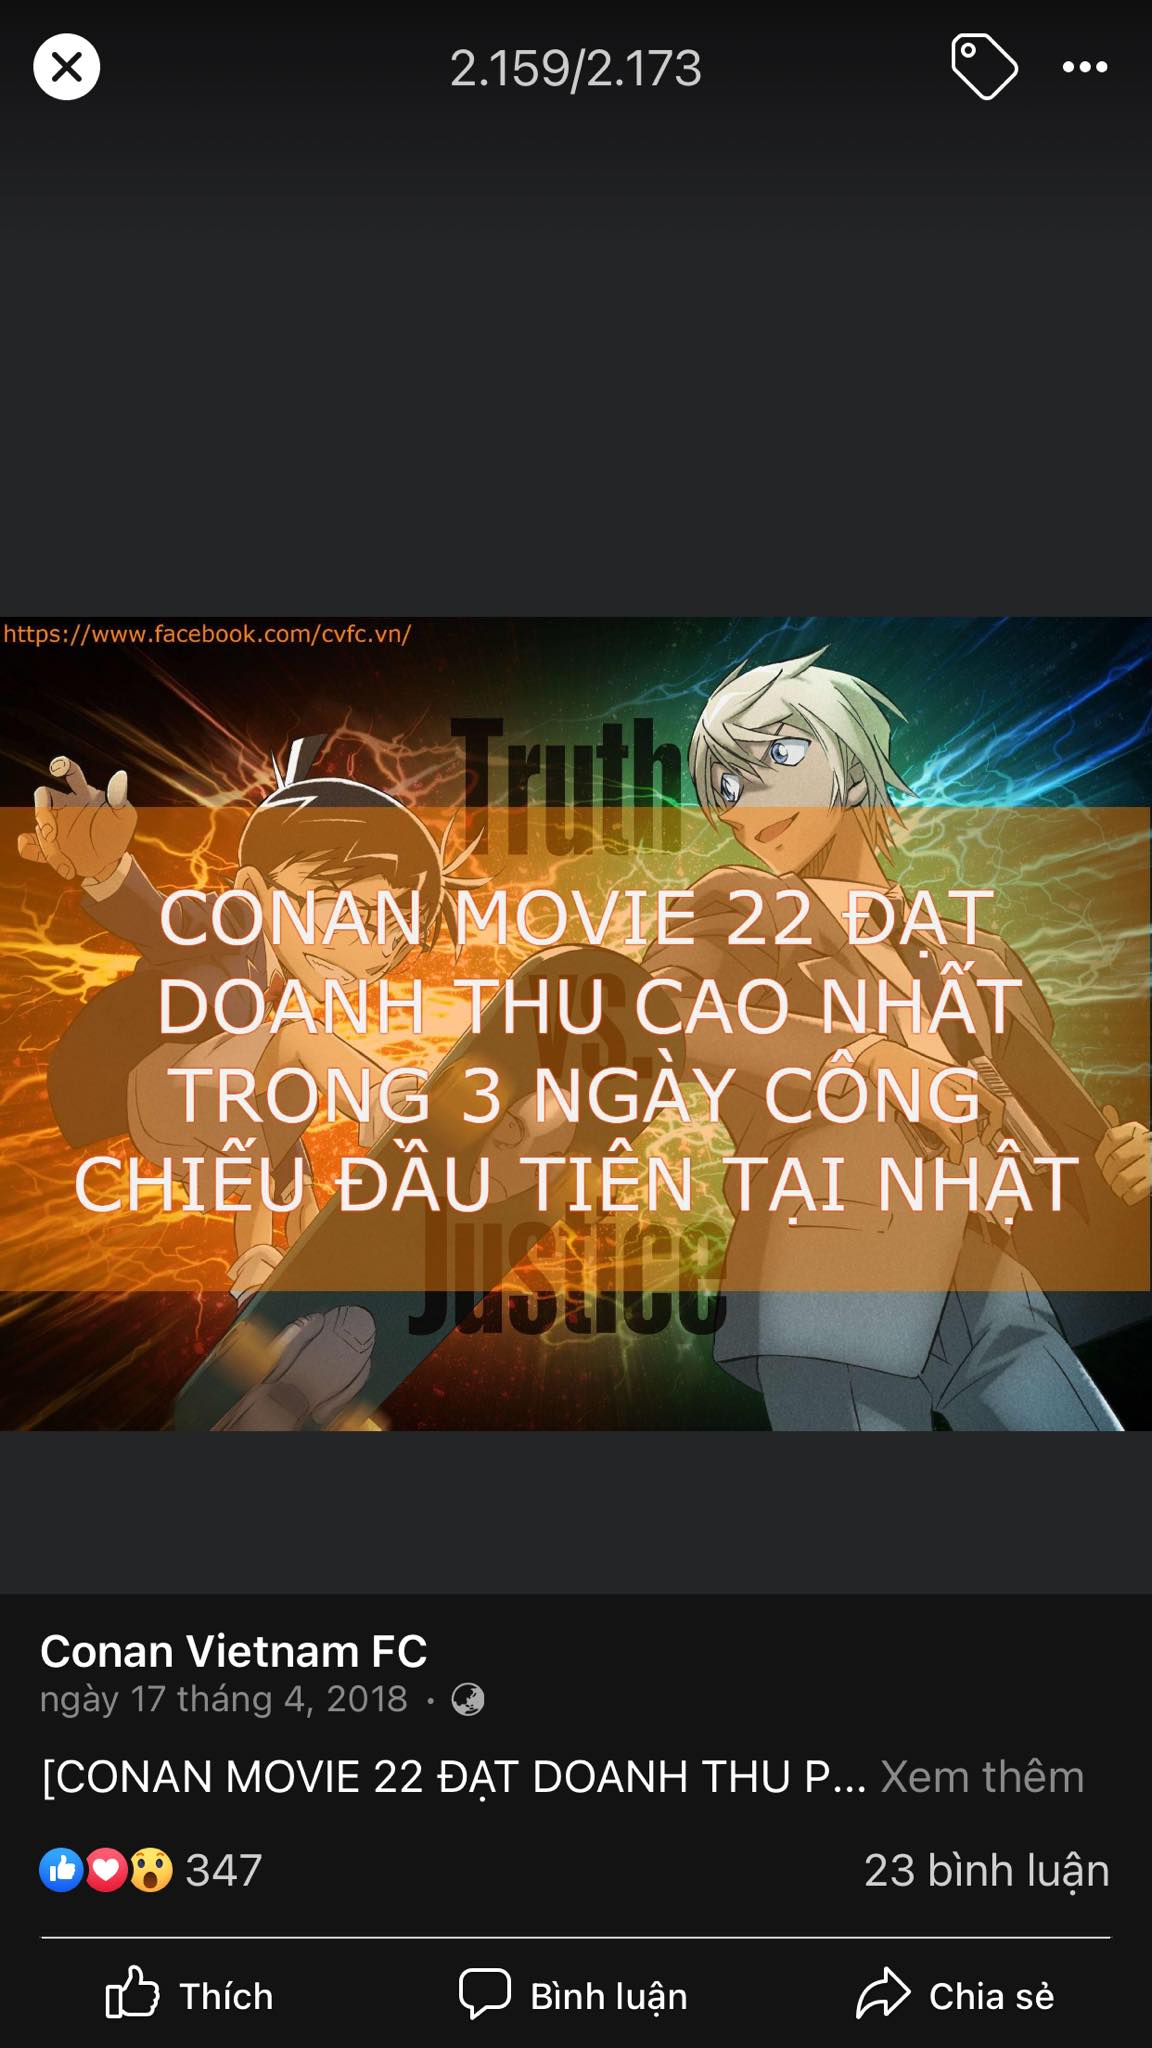 2.159/2.173
https://www.facebook.com/cvfc.vn/
Truth
CONAN MOVIE 22 ĐẠT
DOANH THU CAO NHẤT
vs.
TRONG 3 NGÀY CÔNG
CHIẾU ĐẦU TIÊN TẠI NHẬT
Justice
Conan Vietnam FC
ngày 17 tháng 4, 2018 ·
[CONAN MOVIE 22 ĐẠT DOANH THU P... Xem thêm
347
23 bình luận
Thích
Bình luận
Chia sẻ